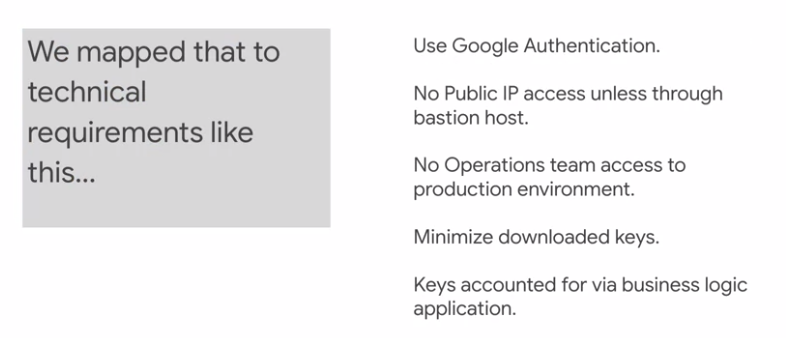 We mapped that to
technical
requirements like
this...
Use Google Authentication.
No Public IP access unless through
bastion host.
No Operations team access to
production environment.
Minimize downloaded keys.
Keys accounted for via business logic
application.